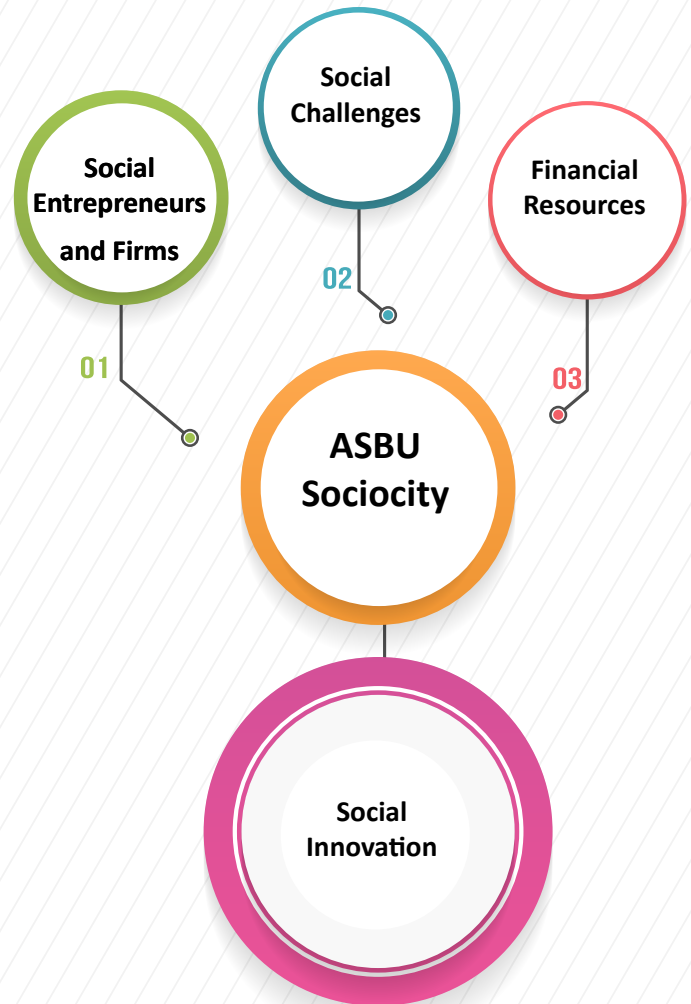 Social
Entrepreneurs
and Firms
01
Social
Challenges
02
Financial
Resources
03
ASBU
Sociocity
Social
Innovation